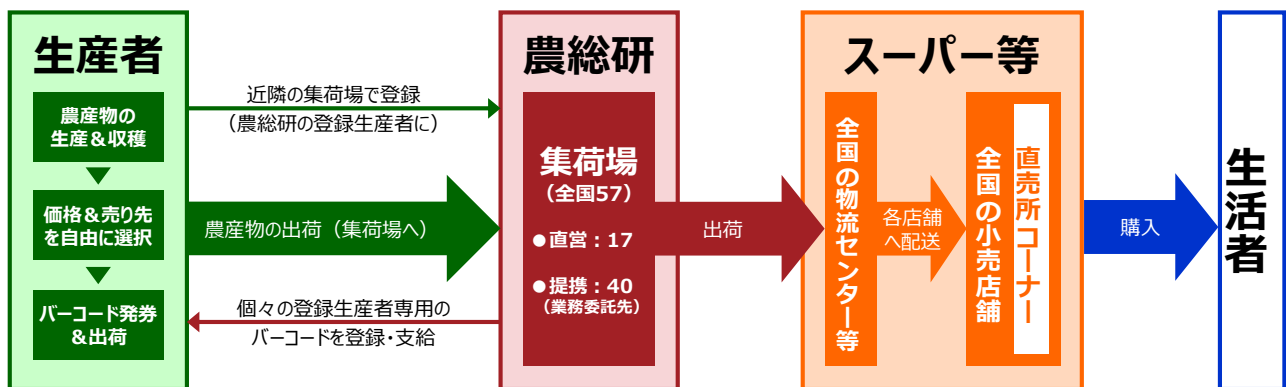 生産者
農産物の
生産&収穫
価格&売り先
を自由に選択
バーコード発券
&出荷
近隣の集荷場で登録
（農総研の登録生産者に）
農産物の出荷（集荷場へ）
個々の登録生産者専用の
バーコードを登録・支給
農総研
集荷場
（全国57）
●直営：17
●提携：40
（業務委託先）
出荷
スーパー等
全国の物流センター等
各店舗
へ配送
直売所コーナー
全国の小売店舗
購入
生活者